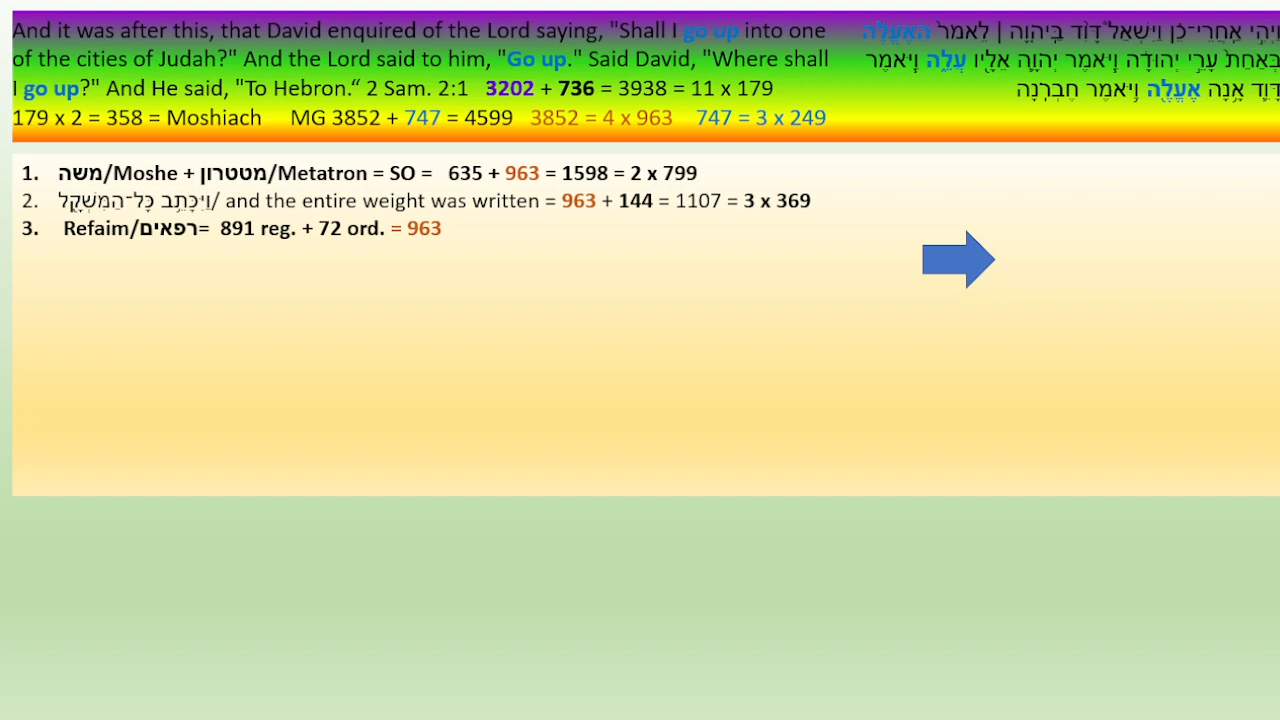 And it was after this, that David enquired of the Lord saying, "Shall I go up into one
of the cities of Judah?" And the Lord said to him, "Go up." Said David, "Where shall
I go up?" And He said, "To Hebron.“ 2 Sam. 2:1 3202 + 736 = 3938 = 11 x 179
179 x 2 = 358 = Moshiach MG 3852 + 747 = 4599 3852 = 4 x 963 747 = 3 x 249
וַיְהִ֣י אַֽחֲרֵי־כֵ֗ן וַיִּשְׁאַל֩ דָּוִ֨ד בַּֽיהוָ֤ה | לֵאמֹר֙ הַאֶעֱלֶ֗ה
בְּאַחַת֙ עָרֵ֣י יְהוּדָ֔ה וַיֹּ֧אמֶר יְהוָ֛ה אֵלָ֖יו עֲלֵ֑ה וַיֹּ֧אמֶר
דָּוִ֛ד אָ֥נָה אֶעֱלֶ֖ה וַיֹּ֥אמֶר חֶבְרֹֽנָה
1. משה/Moshe + מטטרון/Metatron = SO = 635 + 963 = 1598 = 2 x 799
2. וַיִּכָּתֵ֥ב כָּל־הַמִּשְׁקָ֖ל/ and the entire weight was written = 963 + 144 = 1107 = 3 x 369
3. Refaim/רפאים= 891 reg. + 72 ord. = 963